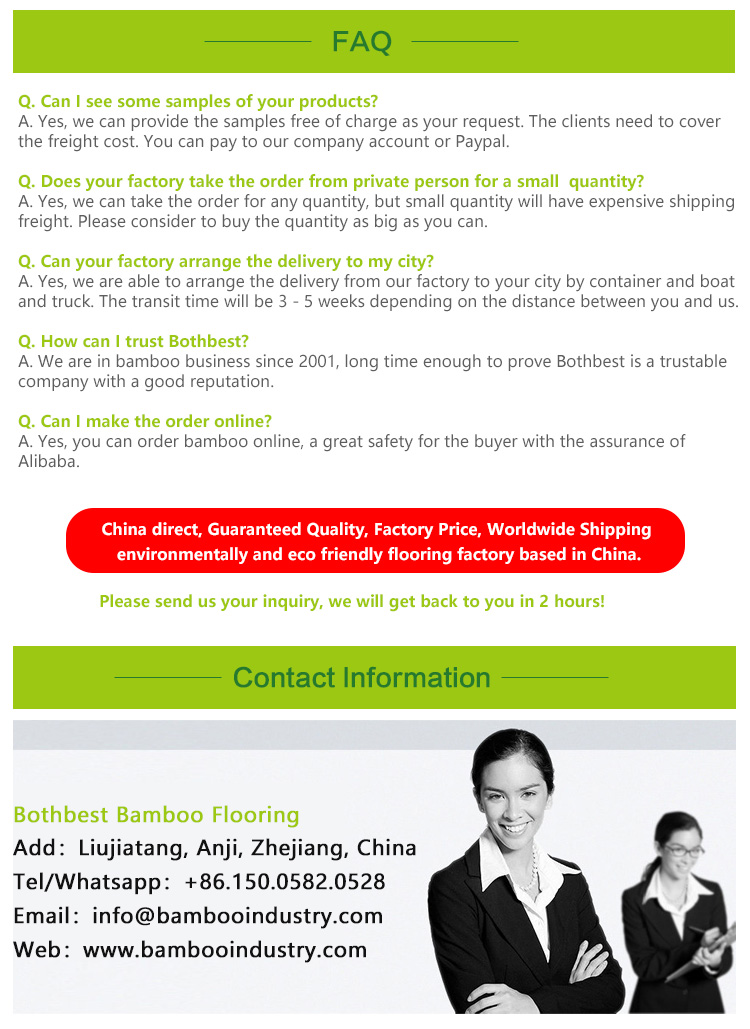 FAQ
Q. Can I see some samples of your products?
A. Yes, we can provide the samples free of charge as your request. The clients need to cover
the freight cost. You can pay to our company account or Paypal.
Q. Does your factory take the order from private person for a small  quantity?
A. Yes, we can take the order for any quantity, but small quantity will have expensive shipping
freight. Please consider to buy the quantity as big as you can.
Q. Can your factory arrange the delivery to my city?
A. Yes, we are able to arrange the delivery from our factory to your city by container and boat
and truck. The transit time will be 3 - 5 weeks depending on the distance between you and us.
Q. How can I trust Bothbest?
A. We are in bamboo business since 2001, long time enough to prove Bothbest is a trustable
company with a good reputation.
Q. Can I make the order online?
A. Yes, you can order bamboo online, a great safety for the buyer with the assurance of
Alibaba.
China direct, Guaranteed Quality, Factory Price, Worldwide Shipping
environmentally and eco friendly flooring factory based in China.
Please send us your inquiry, we will get back to you in 2 hours!
Contact Information
Bothbest Bamboo Flooring
Add: Liujiatang, Anji, Zhejiang, China
Tel/Whatsapp: +86.150.0582.0528
Email: info@bambooindustry.com
Web: www.bambooindustry.com